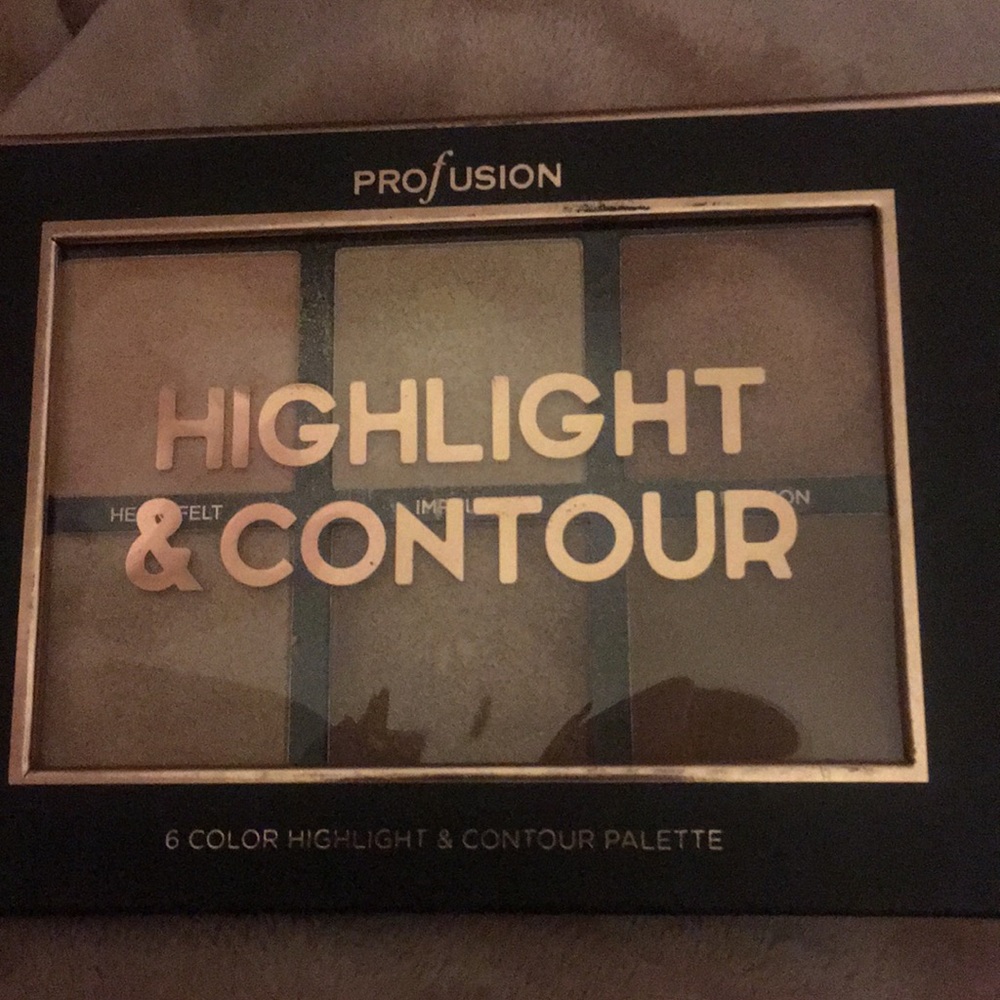 PROfUSION
HIGHLIGHT
& CONTOUR
6 COLOR HIGHLIGHT & CONTOUR PALETTE